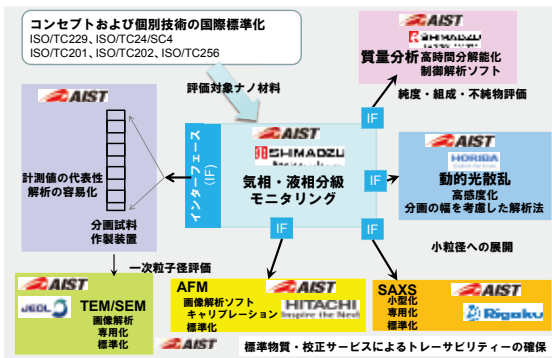 コンセプトおよび個別技術の国際標準化
ISO/TC229、ISO/TC24/SC4
ISO/TC201、ISO/TC202、ISO/TC256
評価対象ナノ材料
AIST
SHIMADZU
質量分析
高時間分解能化
制御解析ソフト
純度・組成・不純物評価
AIST
計測値の代表性
解析の容易化
分画試料
作製装置
インターフェース
(IF)
AIST
SHIMADZU
気相・液相分級
モニタリング
IF
IF
IF
IF
AIST
HORIBA
動的光散乱
高感度化
分画の幅を考慮した解析法
小粒径への展開
一次粒子径評価
AIST
JEOL
TEM/SEM
画像解析
専用化
標準化
AFM
AIST
画像解析ソフト
キャリブレーション
標準化
HITACHI
Inspire the Next
SAXS
AIST
小型化
専用化
標準化
Rigaku
AIST
標準物質・校正サービスによるトレーサビリティーの確保